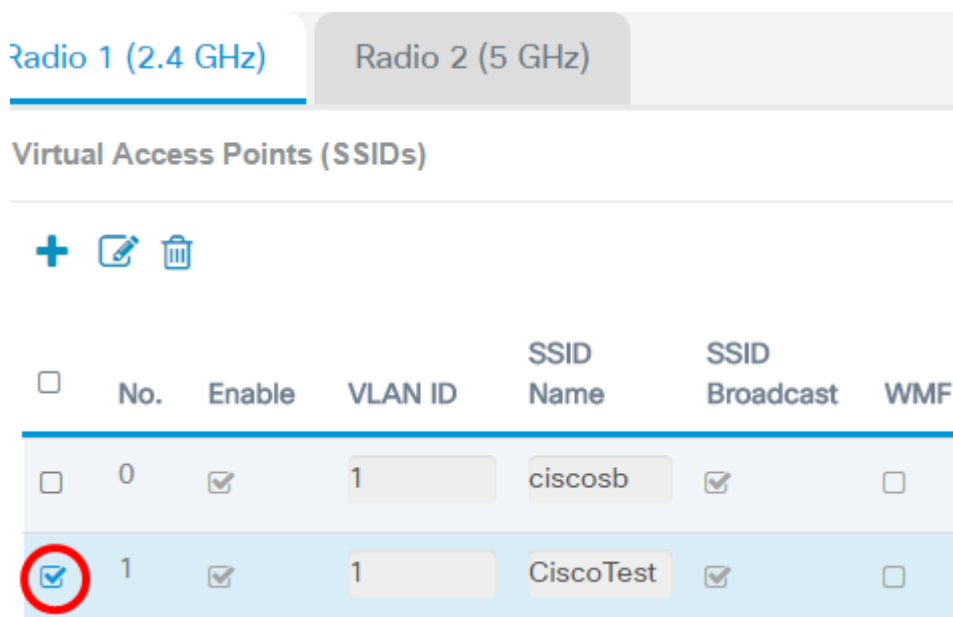 Radio 1 (2.4 GHz) Radio 2 (5 GHz)
Virtual Access Points (SSIDs)
No. Enable VLAN ID SSID Name SSID Broadcast WMF
0 1 ciscosb
1 1 CiscoTest